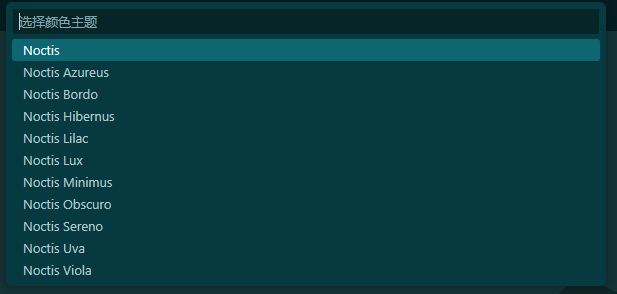 选择颜色主题
Noctis
Noctis Azureus
Noctis Bordo
Noctis Hibernus
Noctis Lilac
Noctis Lux
Noctis Minimus
Noctis Obscuro
Noctis Sereno
Noctis Uva
Noctis Viola